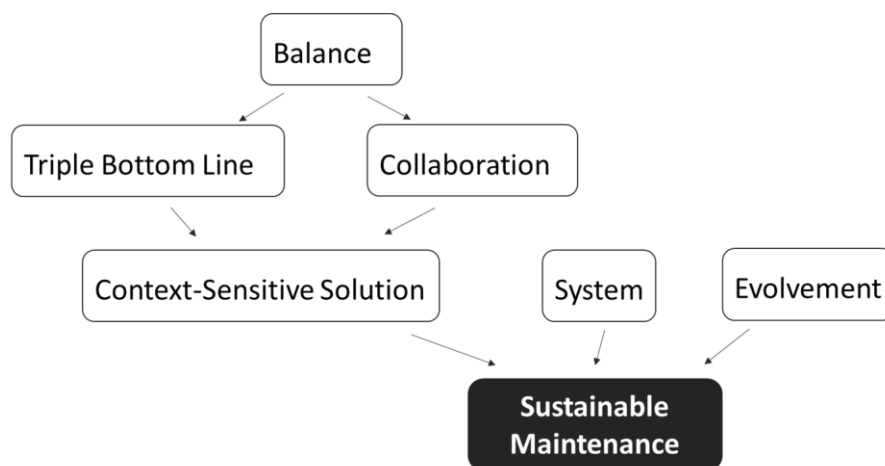 Balance
Triple Bottom Line
Collaboration
Context-Sensitive Solution
System
Evolvement
Sustainable
Maintenance